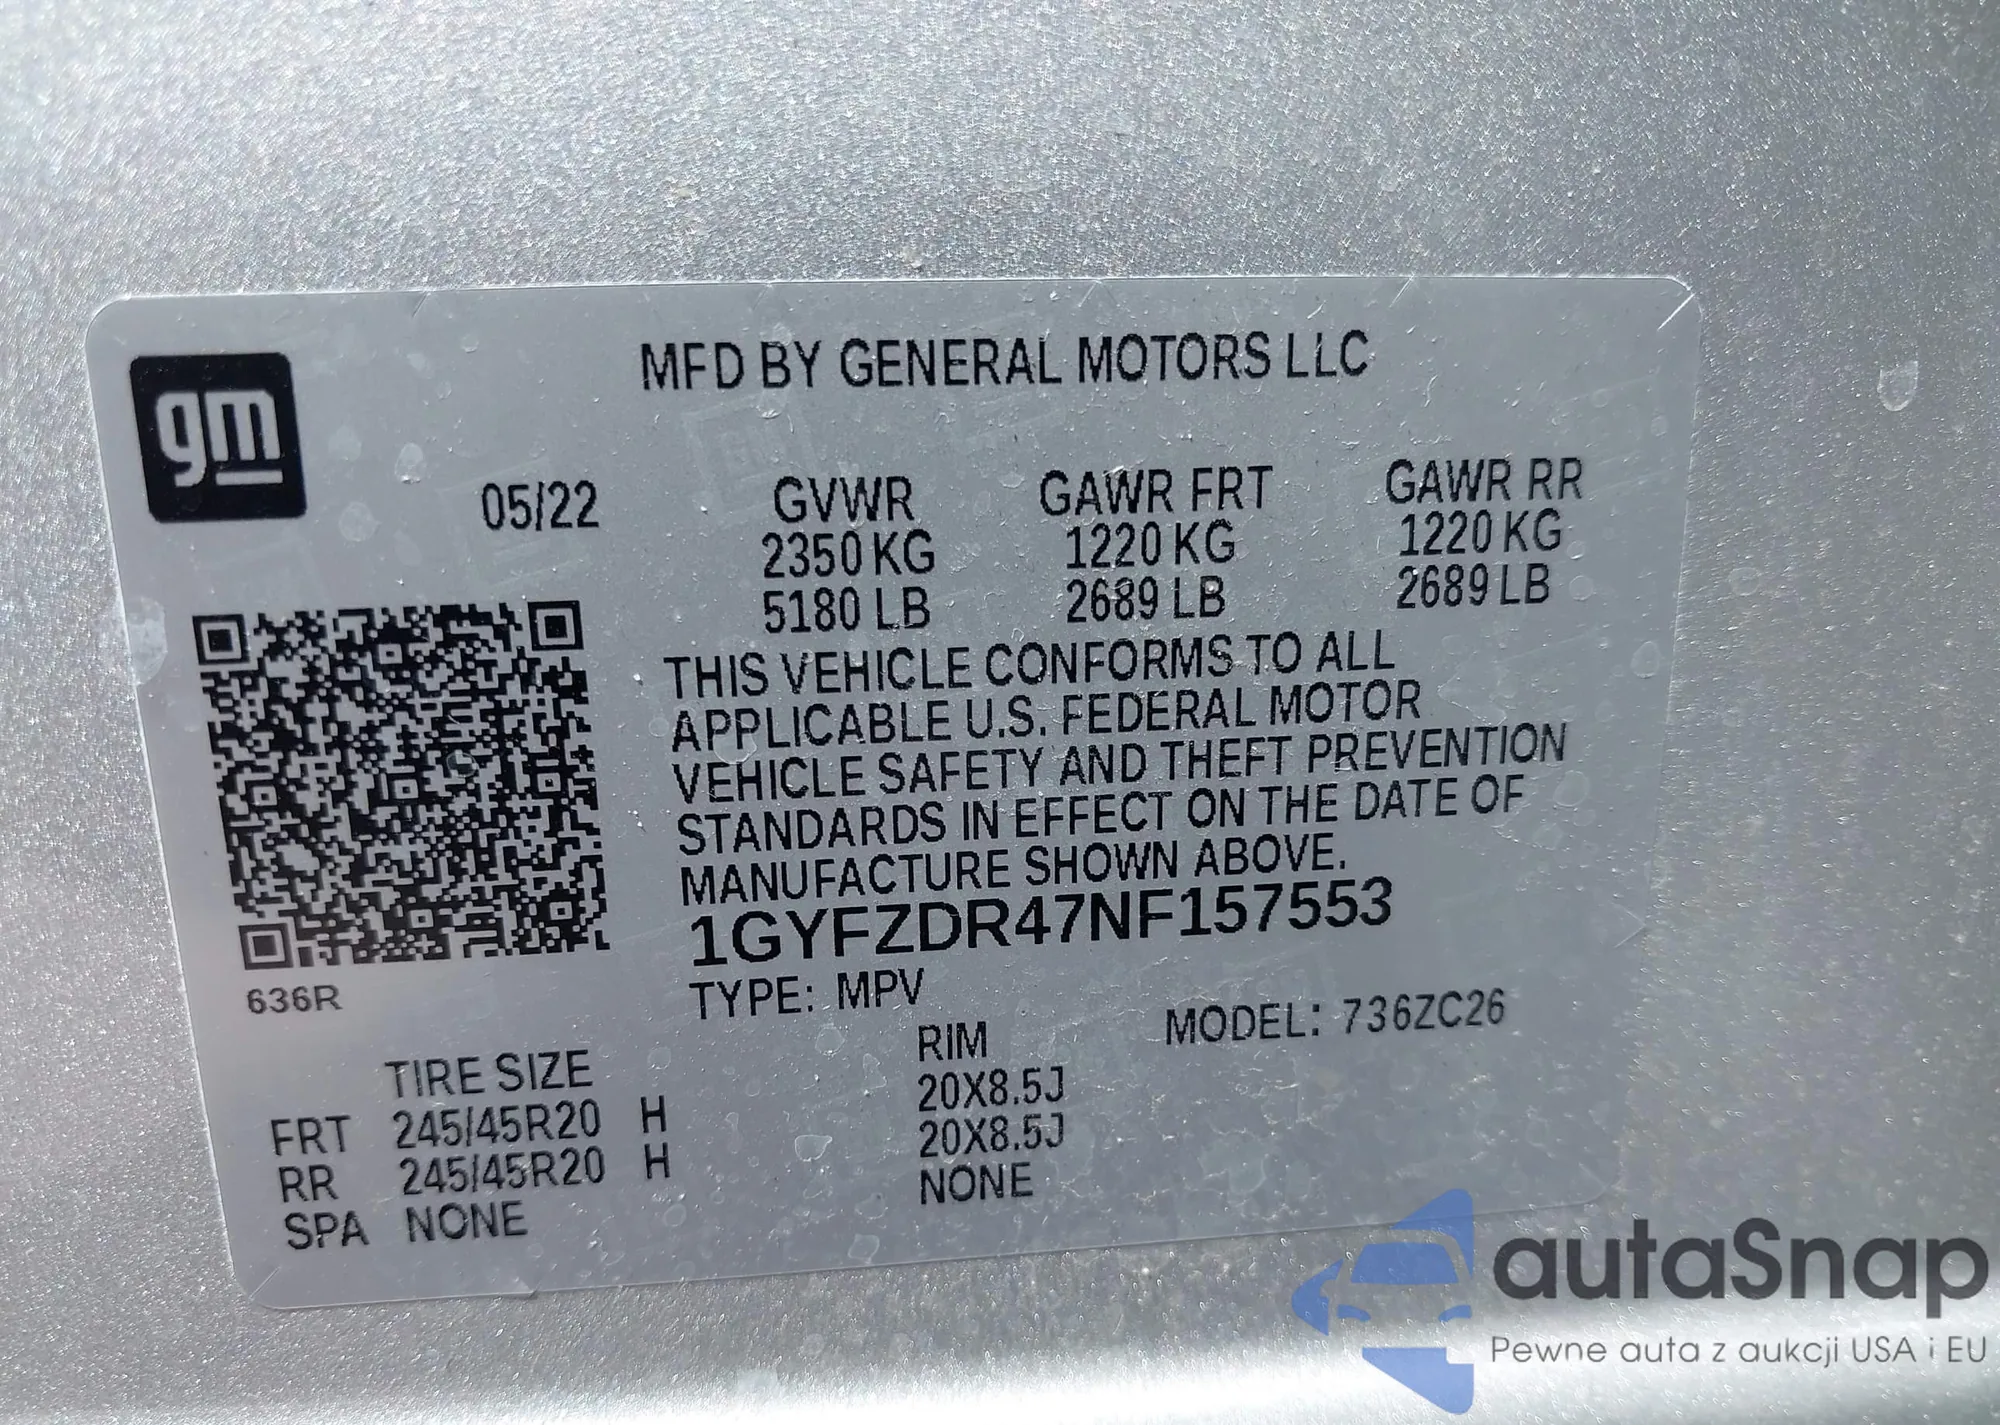 gm
MFD BY GENERAL MOTORS LLC
05/22 GVWR GAWR FRT GAWR RR
2350 KG 1220 KG 1220 KG
5180 LB 2689 LB 2689 LB
THIS VEHICLE CONFORMS TO ALL
APPLICABLE U.S. FEDERAL MOTOR
VEHICLE SAFETY AND THEFT PREVENTION
STANDARDS IN EFFECT ON THE DATE OF
MANUFACTURE SHOWN ABOVE.
1GYFZDR47NF157553
636R
TYPE: MPV MODEL: 736ZC26
TIRE SIZE RIM
FRT 245/45R20 H 20X8.5J
RR 245/45R20 H 20X8.5J
SPA NONE NONE
autaSnap
Pewne auta z aukcji USA i EU